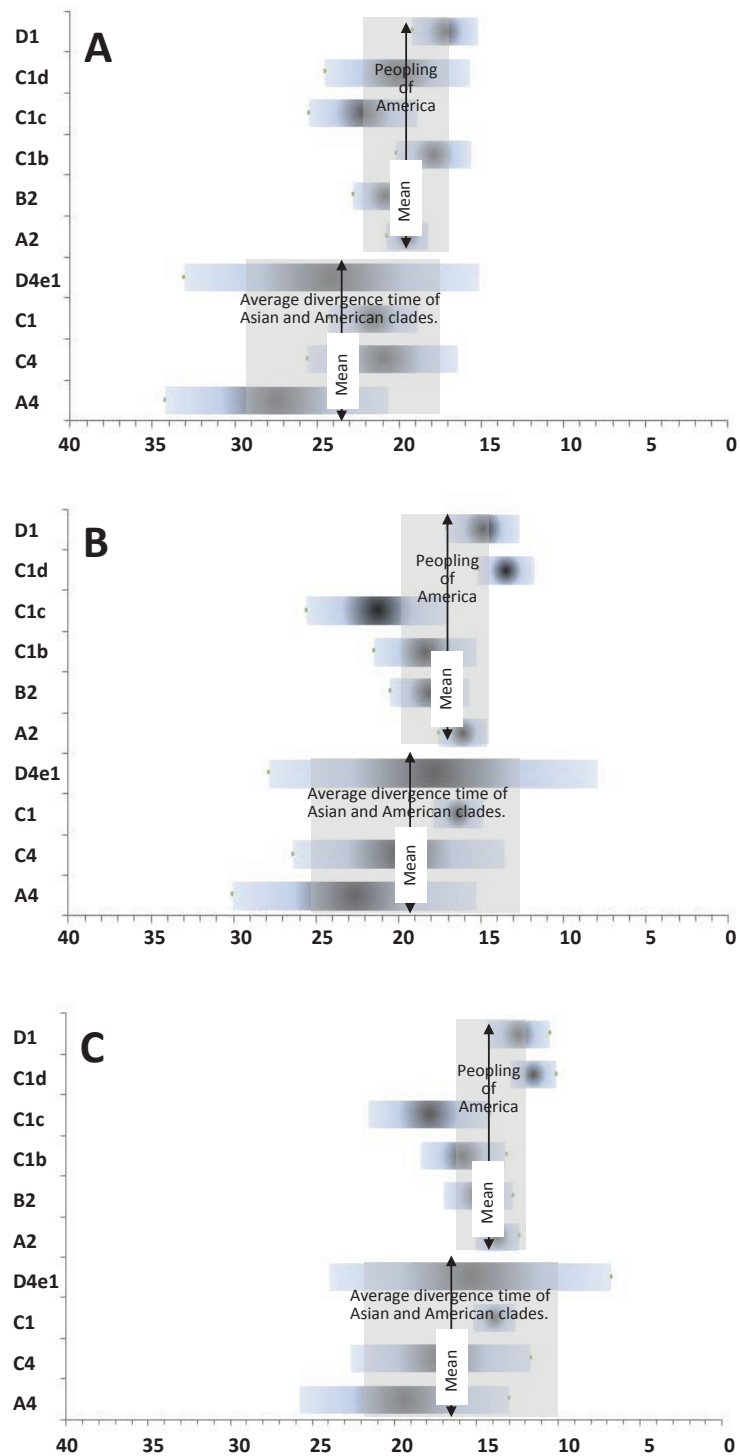 A
D1
C1d
C1c
C1b
B2
A2
D4e1
C1
C4
A4
Peopling
of
America
Mean
Average divergence time of
Asian and American clades.
Mean
40 35 30 25 20 15 10 5 0
B
D1
C1d
C1c
C1b
B2
A2
D4e1
C1
C4
A4
Peopling
of
America
Mean
Average divergence time of
Asian and American clades.
Mean
40 35 30 25 20 15 10 5 0
C
D1
C1d
C1c
C1b
B2
A2
D4e1
C1
C4
A4
Peopling
of
America
Mean
Average divergence time of
Asian and American clades.
Mean
40 35 30 25 20 15 10 5 0